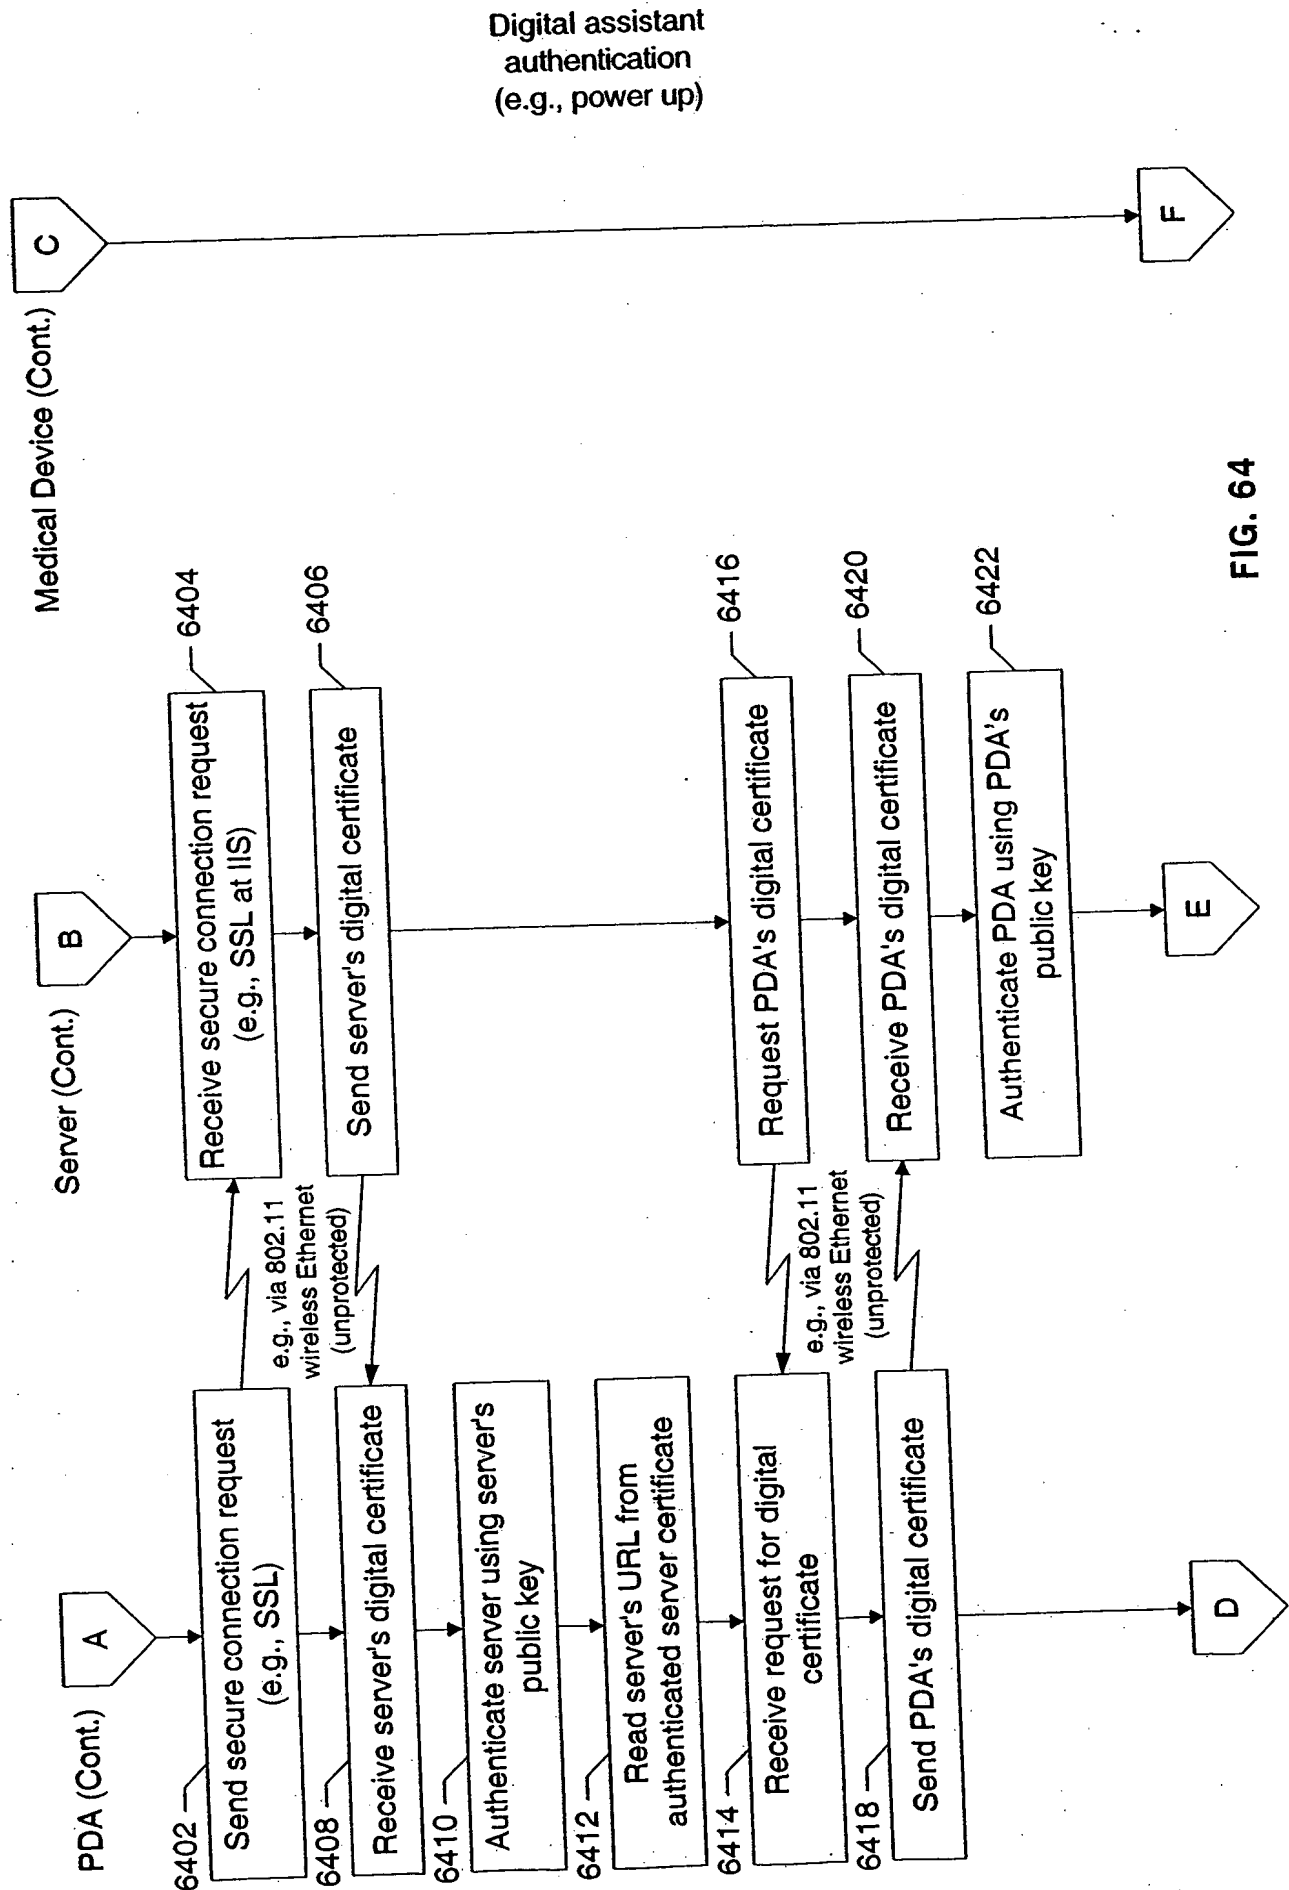 Digital assistant
authentication
(e.g., power up)
PDA (Cont.)
A
6402
Send secure connection request
(e.g., SSL)
6408
Receive server's digital certificate
6410
Authenticate server using server's
public key
6412
Read server's URL from
authenticated server certificate
6414
Receive request for digital
certificate
6418
Send PDA's digital certificate
D
e.g., via 802.11
wireless Ethernet
(unprotected)
e.g., via 802.11
wireless Ethernet
(unprotected)
Server (Cont.)
B
Receive secure connection request
(e.g., SSL at IIS)
6404
Send server's digital certificate
6406
Request PDA's digital certificate
6416
Receive PDA's digital certificate
6420
Authenticate PDA using PDA's
public key
6422
E
Medical Device (Cont.)
C
F
FIG. 64